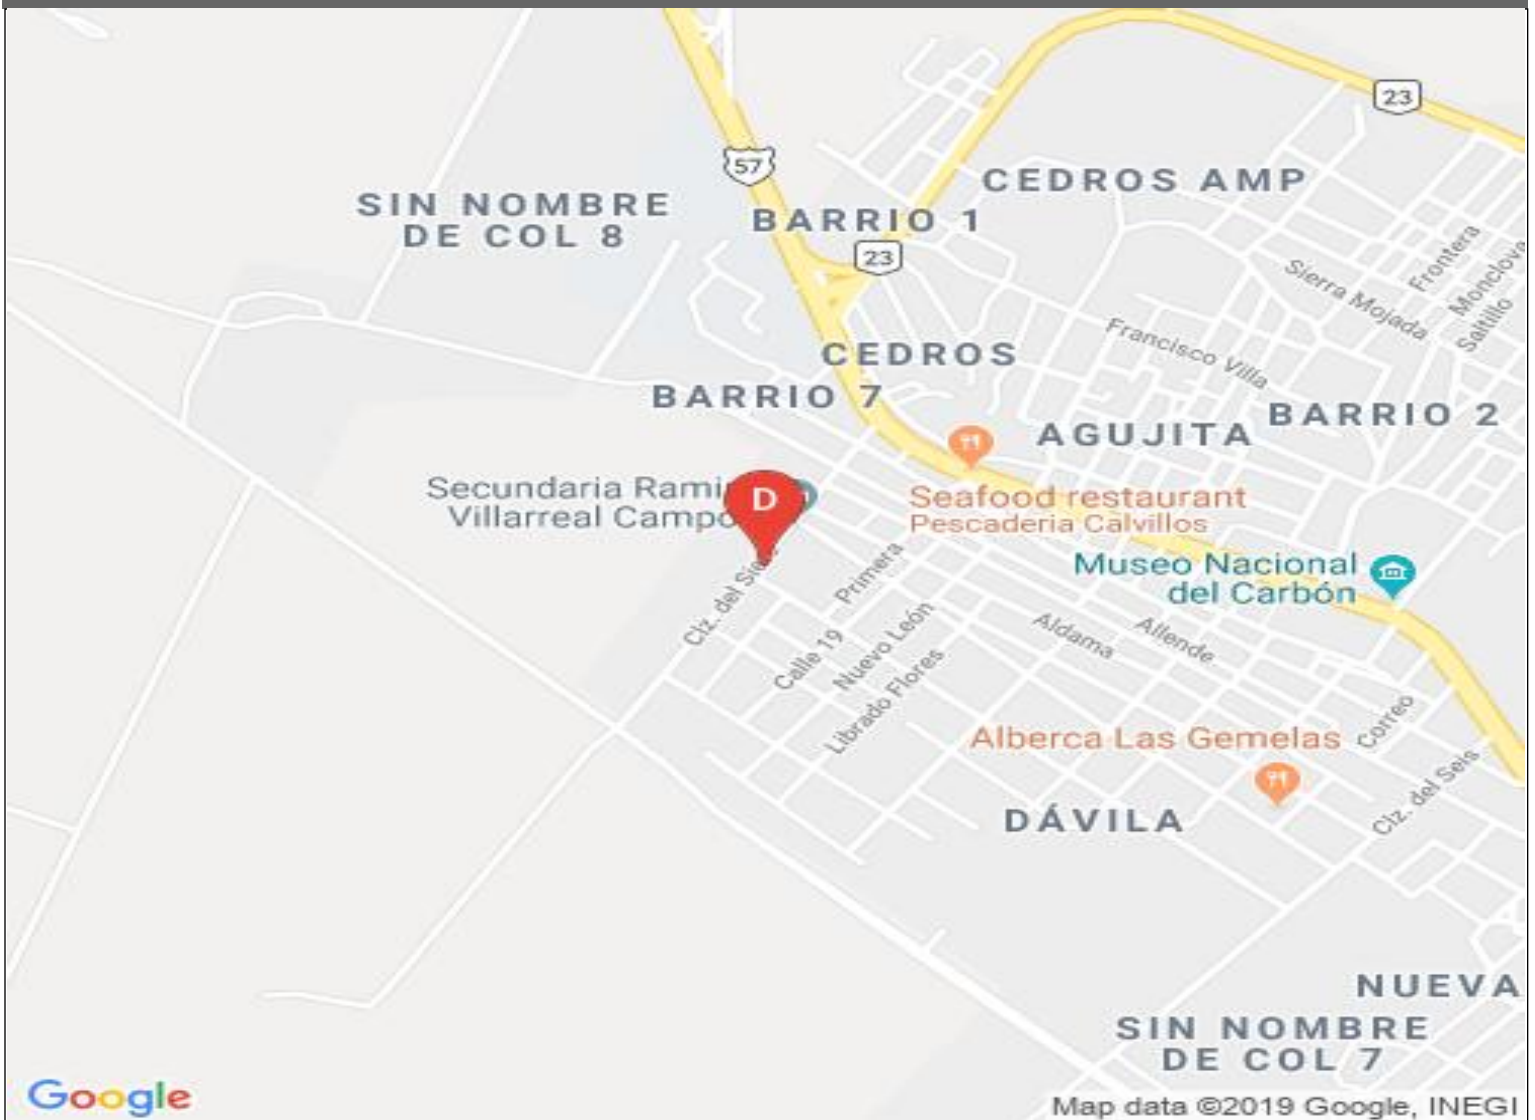 23
57
CEDROS AMP
SIN NOMBRE
DE COL 8
BARRIO 1
23
Frontera
Monclova
Saltillo
Sierra Mojada
Francisco Villa
CEDROS
BARRIO 7
BARRIO 2
AGUJITA
Secundaria Rami
Villarreal Campo
D
Seafood restaurant
Pescaderia Calvillos
Museo Nacional
del Carbón
Clz. del Sie
Primera
Calle 19
Nuevo León
Librado Flores
Aldama
Allende
Correo
Alberca Las Gemelas
Clz. del Seis
DÁVILA
NUEVA
SIN NOMBRE
DE COL 7
Google
Map data ©2019 Google, INEGI